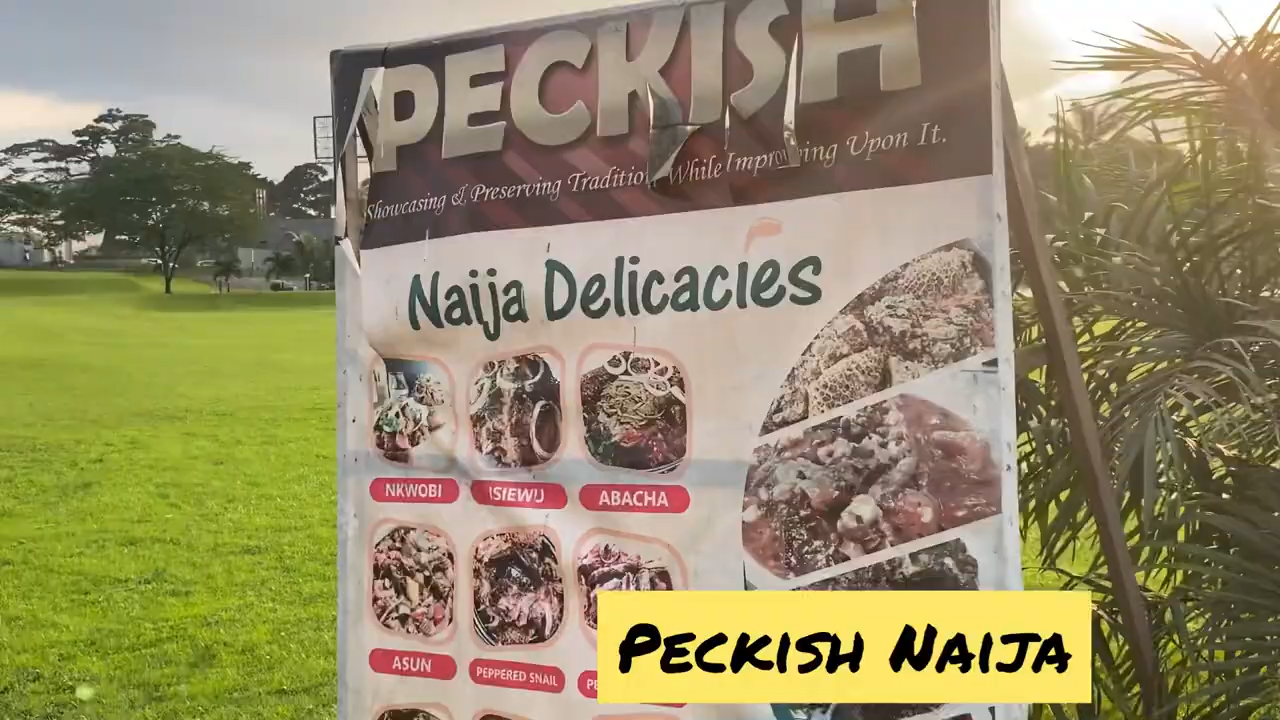 PECKISH
Showcasing & Preserving Tradition While Improving Upon It.
Naija Delicacies
NKWOBI
ISIEWU
ABACHA
ASUN
PEPPERED SNAIL
Peckish Naija